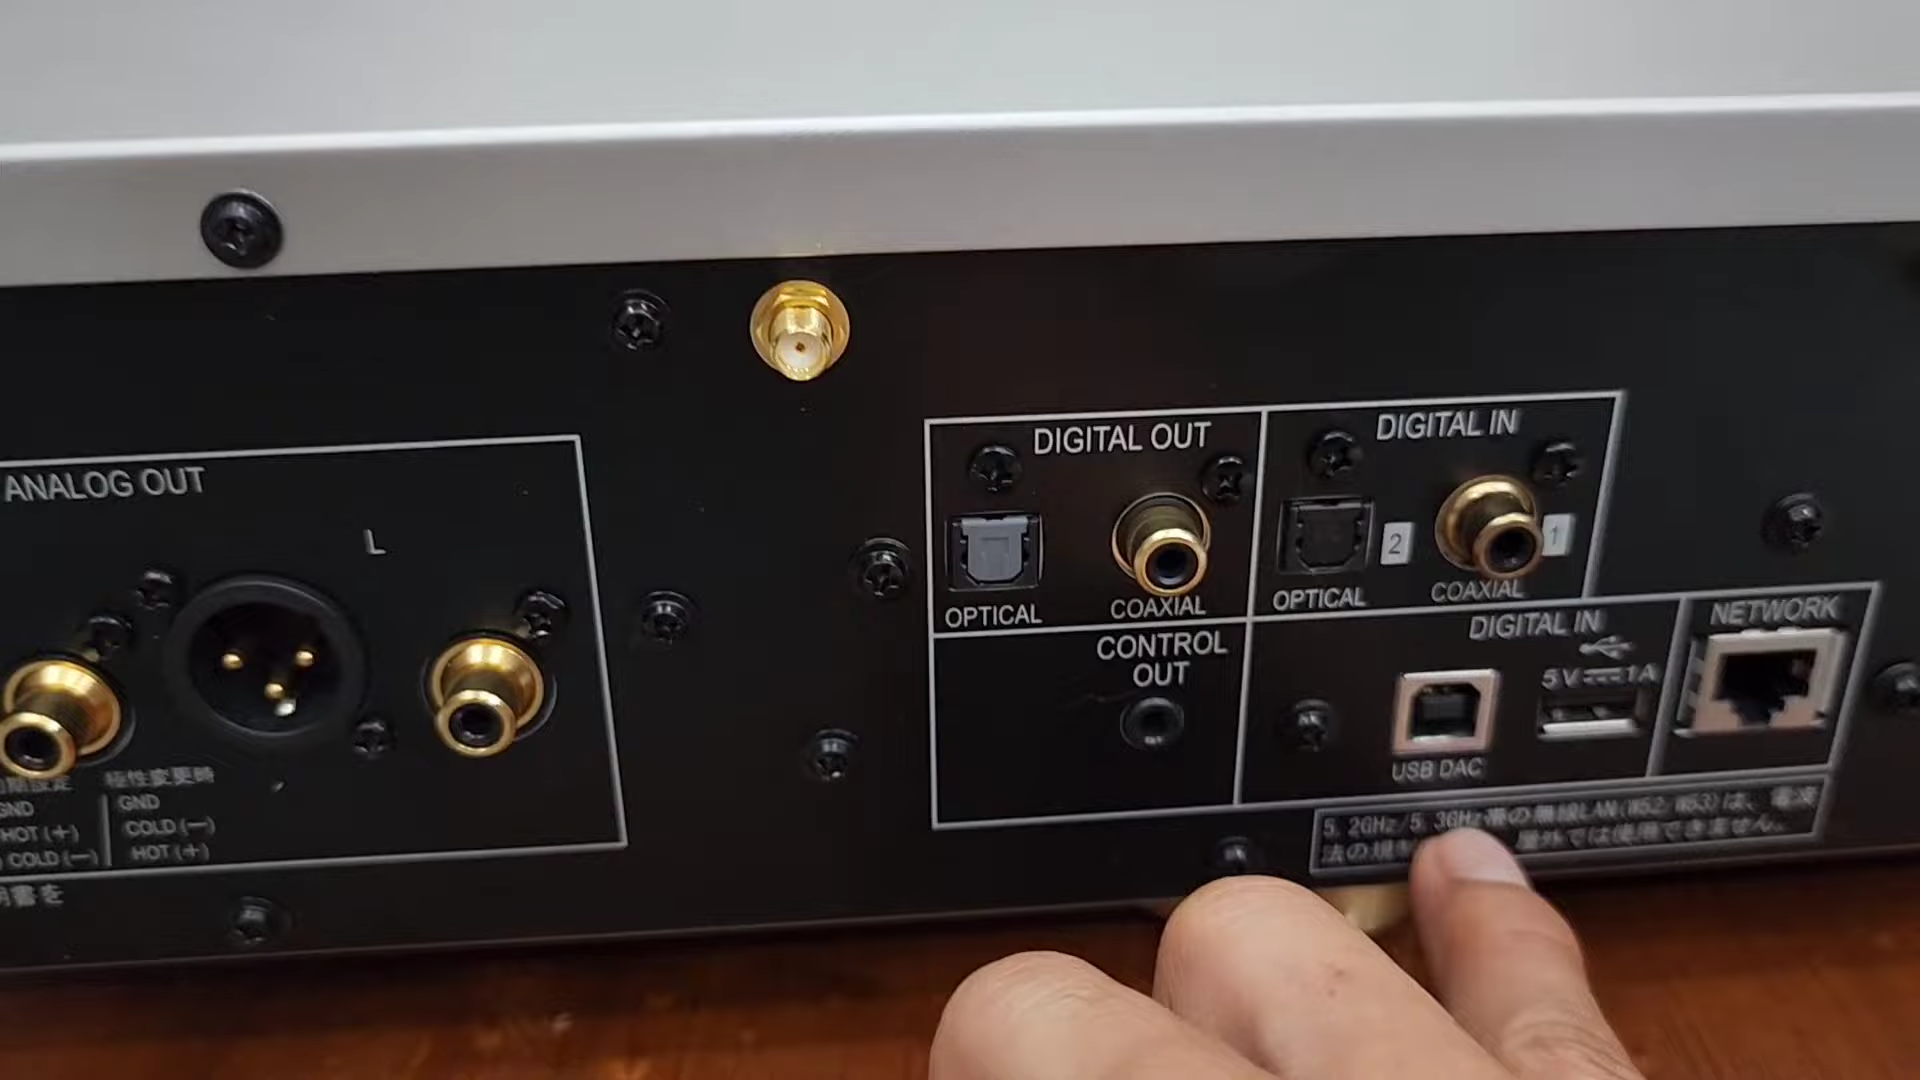 ANALOG OUT
L
極性変更時
GND
GND
HOT (+)
COLD (—)
COLD (—)
HOT (+)
明書を
DIGITAL OUT
OPTICAL
COAXIAL
CONTROL
OUT
DIGITAL IN
2
1
OPTICAL
COAXIAL
DIGITAL IN
5V 1A
USB DAC
NETWORK
5.2GHz/5.3GHz帯の無線LAN(W52/W53)は、電波
法の規 屋外では使用できません。